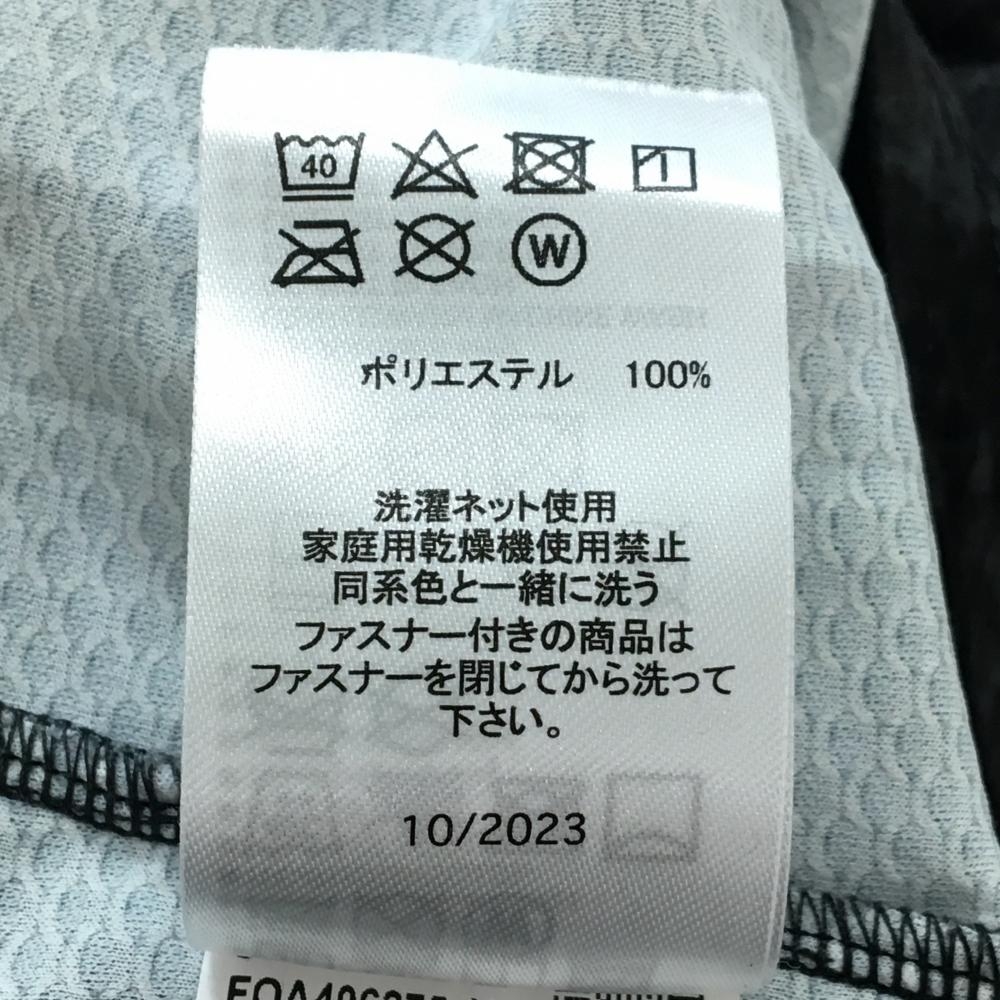 40
W
ポリエステル 100%
洗濯ネット使用
家庭用乾燥機使用禁止
同系色と一緒に洗う
ファスナー付きの商品は
ファスナーを閉じてから洗って
下さい。
10/2023